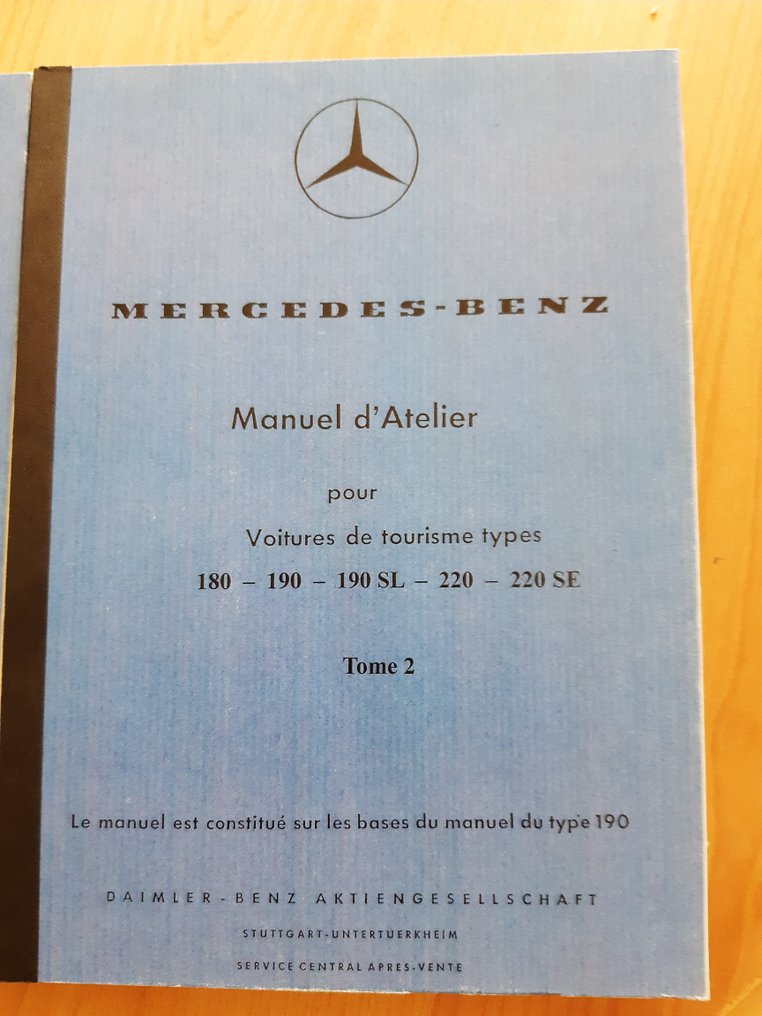 MERCEDES-BENZ
Manuel d'Atelier
pour
Voitures de tourisme types
180 – 190 – 190 SL – 220 – 220 SE
Tome 2
Le manuel est constitué sur les bases du manuel du type 190
DAIMLER-BENZ AKTIENGESELLSCHAFT
STUTTGART-UNTERTUERKHEIM
SERVICE CENTRAL APRES-VENTE